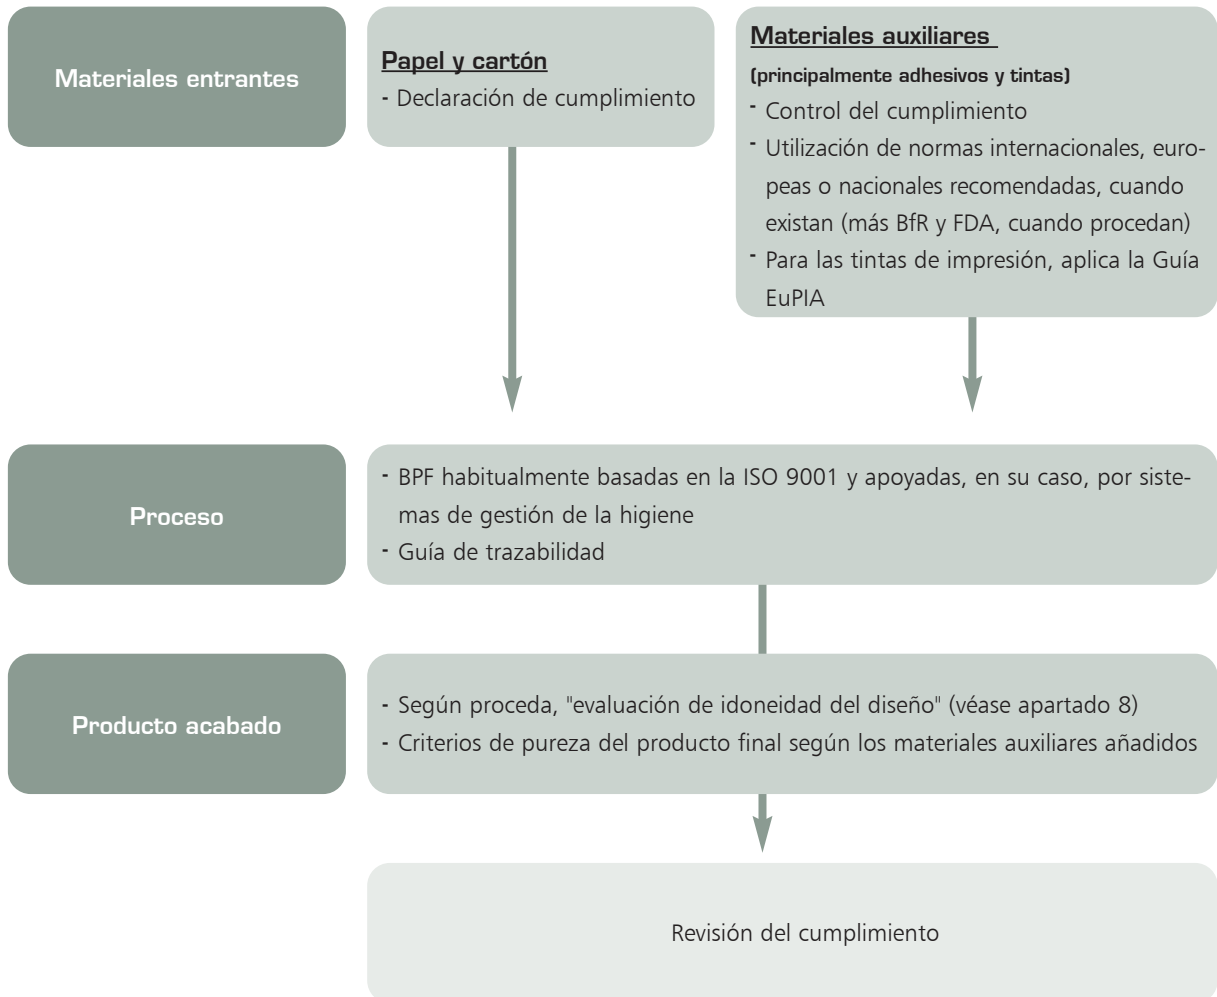 Materiales entrantes
Papel y cartón
- Declaración de cumplimiento
Materiales auxiliares
(principalmente adhesivos y tintas)
- Control del cumplimiento
- Utilización de normas internacionales, euro-
peas o nacionales recomendadas, cuando
existan (más BfR y FDA, cuando procedan)
- Para las tintas de impresión, aplica la Guía
EuPIA
Proceso
- BPF habitualmente basadas en la ISO 9001 y apoyadas, en su caso, por siste-
mas de gestión de la higiene
- Guía de trazabilidad
Producto acabado
- Según proceda, "evaluación de idoneidad del diseño" (véase apartado 8)
- Criterios de pureza del producto final según los materiales auxiliares añadidos
Revisión del cumplimiento